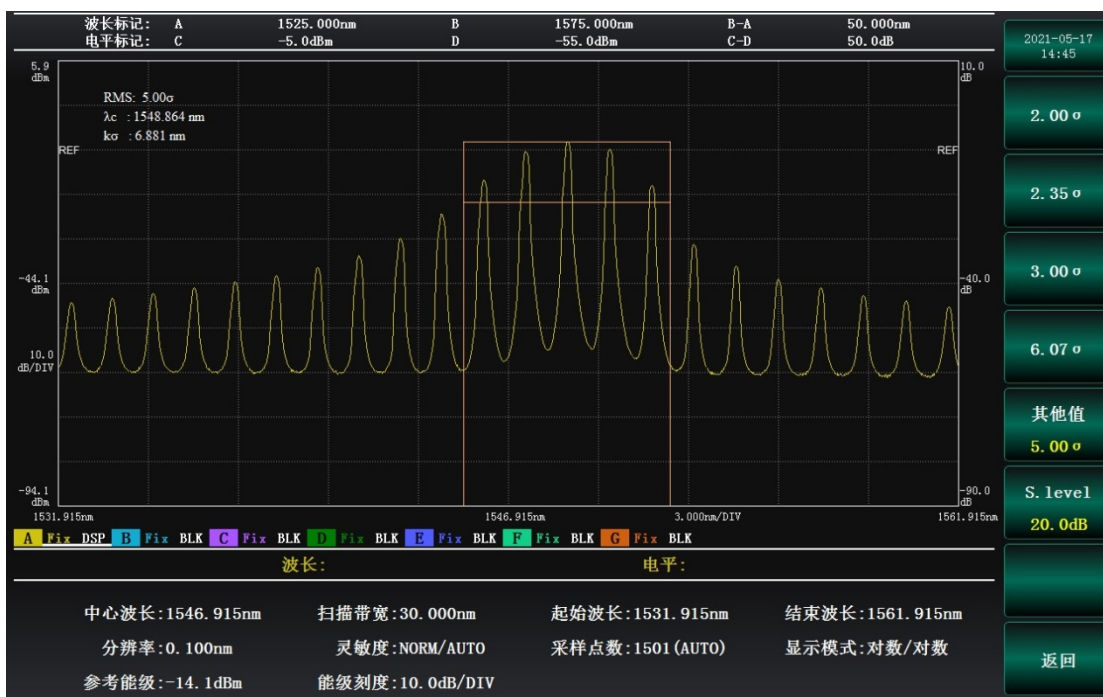 波长标记: A 1525.000nm B 1575.000nm B-A 50.000nm
电平标记: C -5.0dBm D -55.0dBm C-D 50.0dB
2021-05-17
14:45
5.9
dBm
10.0
dB
RMS: 5.00σ
λc : 1548.864 nm
kσ : 6.881 nm
REF
REF
-44.1
dBm
-40.0
dB
10.0
dB/DIV
-94.1
dBm
-90.0
dB
1531.915nm 1546.915nm 3.000nm/DIV 1561.915nm
A Fix DSP B Fix BLK C Fix BLK D Fix BLK E Fix BLK F Fix BLK G Fix BLK
波长: 电平:
中心波长:1546.915nm 扫描带宽:30.000nm 起始波长:1531.915nm 结束波长:1561.915nm
分辨率:0.100nm 灵敏度:NORM/AUTO 采样点数:1501(AUTO) 显示模式:对数/对数
参考能级:-14.1dBm 能级刻度:10.0dB/DIV
2.00σ
2.35σ
3.00σ
6.07σ
其他值
5.00σ
S.level
20.0dB
返回